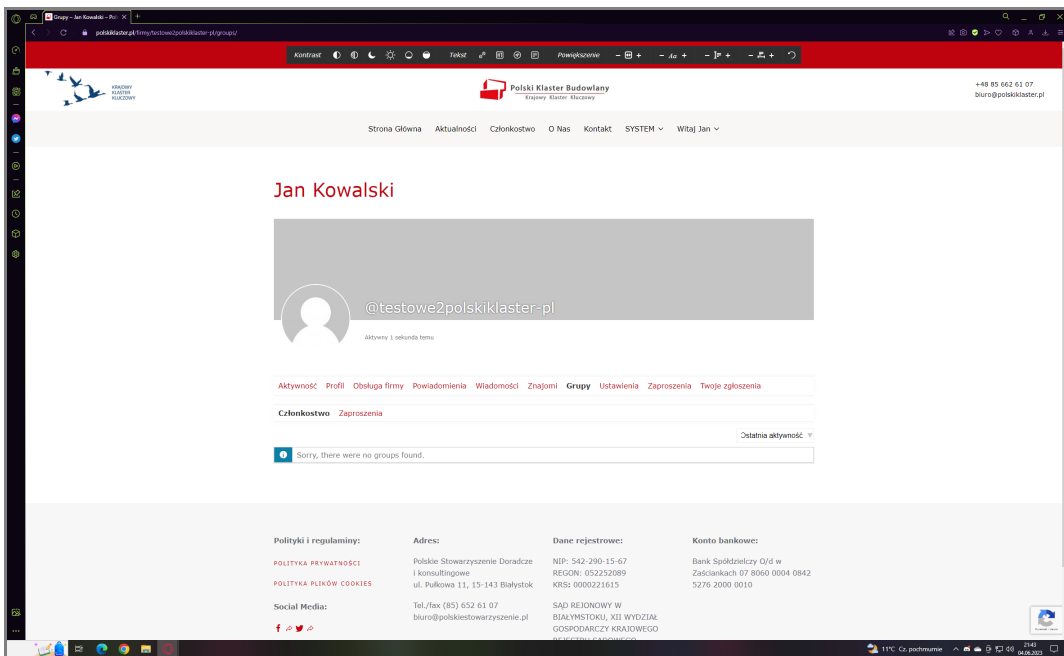 Grupy – Jan Kowalski – Pol
polskiklaster.pl/firmy/testowe2polskiklaster-pl/groups/
Kontrast Tekst Powiększenie
KRAJOWY
KLASTER
KLUCZOWY
Polski Klaster Budowlany
Krajowy Klaster Kluczowy
+48 85 662 61 07
biuro@polskiklaster.pl
Strona Główna Aktualności Członkostwo O Nas Kontakt SYSTEM Witaj Jan
Jan Kowalski
@testowe2polskiklaster-pl
Aktywny 1 sekunda temu
Aktywność Profil Obsługa firmy Powiadomienia Wiadomości Znajomi Grupy Ustawienia Zaproszenia Twoje zgłoszenia
Członkostwo Zaproszenia
Ostatnia aktywność
Sorry, there were no groups found.
Polityki i regulaminy:
POLITYKA PRYWATNOŚCI
POLITYKA PLIKÓW COOKIES
Social Media:
Adres:
Polskie Stowarzyszenie Doradcze
i konsultingowe
ul. Pułkowa 11, 15-143 Białystok
Tel./fax (85) 652 61 07
biuro@polskiestowarzyszenie.pl
Dane rejestrowe:
NIP: 542-290-15-67
REGON: 052252089
KRS: 0000221615
SĄD REJONOWY W
BIAŁYMSTOKU, XII WYDZIAŁ
GOSPODARCZY KRAJOWEGO
REJESTRU SĄDOWEGO
Konto bankowe:
Bank Spółdzielczy O/d w
Zaściankach 07 8060 0004 0842
5276 2000 0010
11°C Cz. pochmurnie
21:43
04.06.2023